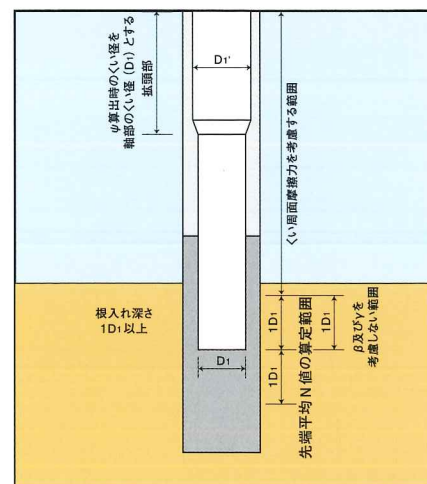 D1'
ψ算出時のくい径を
軸部のくい径（D1）とする
拡頭部
くい周面摩擦力を考慮する範囲
根入れ深さ
1D1以上
1D1
1D1
β及びγを
考慮しない範囲
D1
1D1
先端平均N値の算定範囲